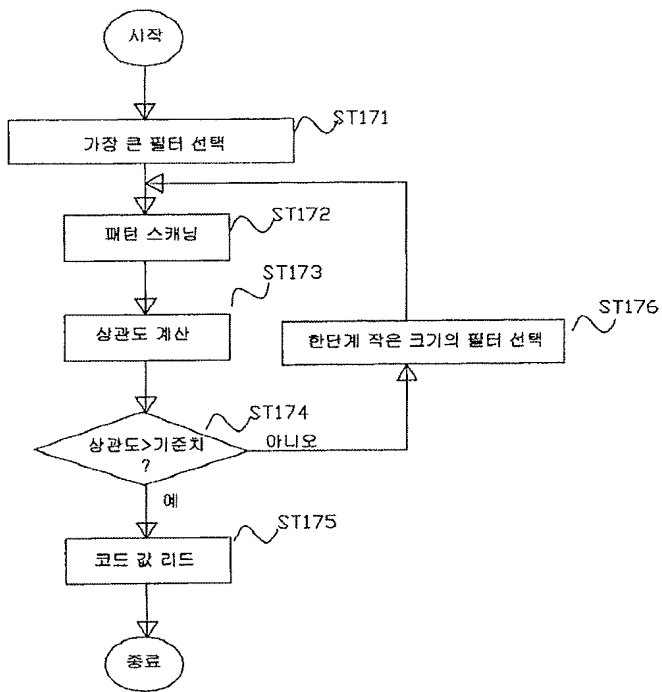 시작
ST171
가장 큰 필터 선택
ST172
패턴 스캐닝
ST173
상관도 계산
ST176
한단계 작은 크기의 필터 선택
ST174
상관도>기준치
?
아니오
예
ST175
코드 값 리드
종료